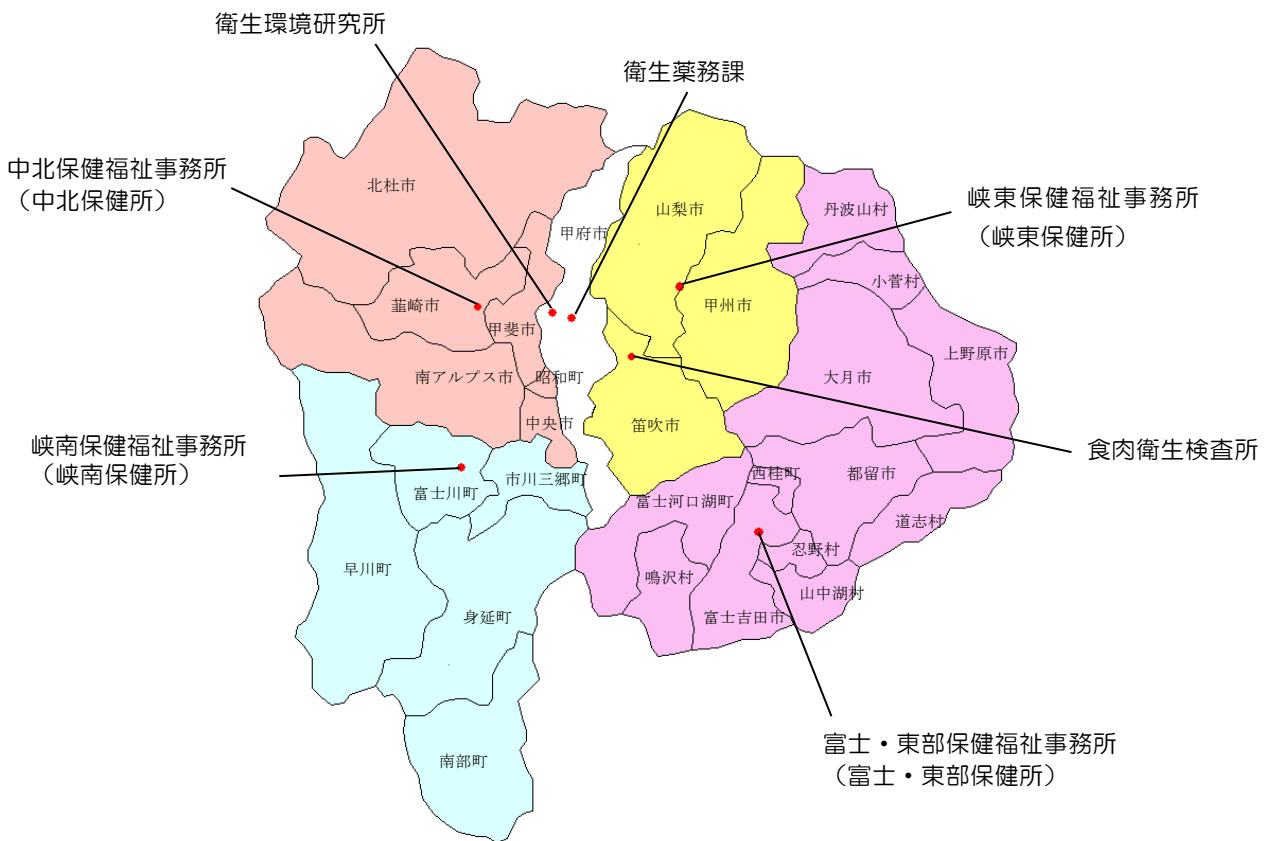 衛生環境研究所
衛生薬務課
中北保健福祉事務所
（中北保健所）
峡東保健福祉事務所
（峡東保健所）
北杜市
山梨市
丹波山村
甲府市
小菅村
韮崎市
甲州市
甲斐市
上野原市
南アルプス市
昭和町
大月市
中央市
笛吹市
峡南保健福祉事務所
（峡南保健所）
食肉衛生検査所
市川三郷町
西桂町
都留市
富士川町
富士河口湖町
道志村
忍野村
早川町
鳴沢村
山中湖村
身延町
富士吉田市
富士・東部保健福祉事務所
（富士・東部保健所）
南部町